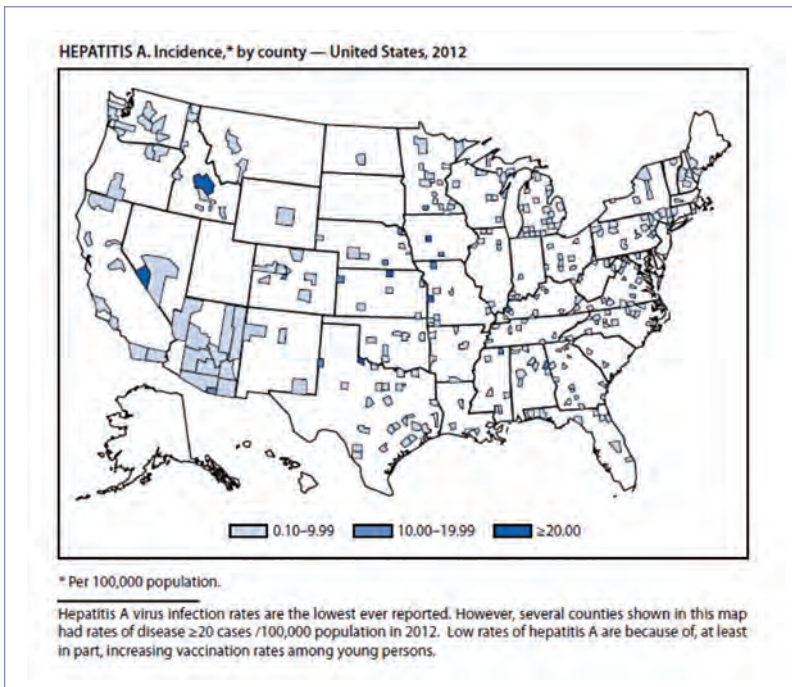 HEPATITIS A. Incidence,* by county — United States, 2012
0.10–9.99
10.00–19.99
≥20.00
* Per 100,000 population.
Hepatitis A virus infection rates are the lowest ever reported. However, several counties shown in this map
had rates of disease ≥20 cases /100,000 population in 2012. Low rates of hepatitis A are because of, at least
in part, increasing vaccination rates among young persons.